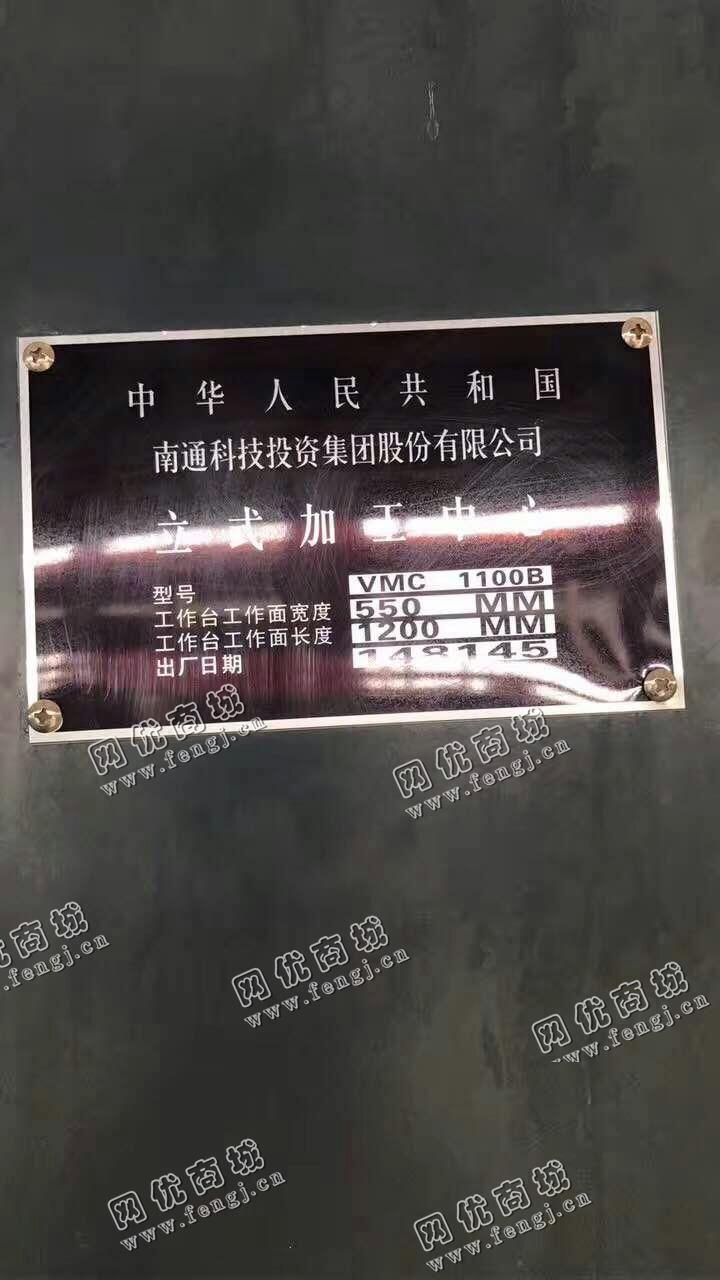 中华人民共和国
南通科技投资集团股份有限公司
立式加工中心
型号 VMC 1100B
工作台工作面宽度 550 MM
工作台工作面长度 1200 MM
出厂日期 148145
网优商城
www.fengj.cn
网优商城
www.fengj.cn
优商城
www.fengj.cn
网优商城
www.fengj.cn
网优商城
www.fengj.cn
网优商城
www.fengj.cn
网优商城
www.fengj.cn